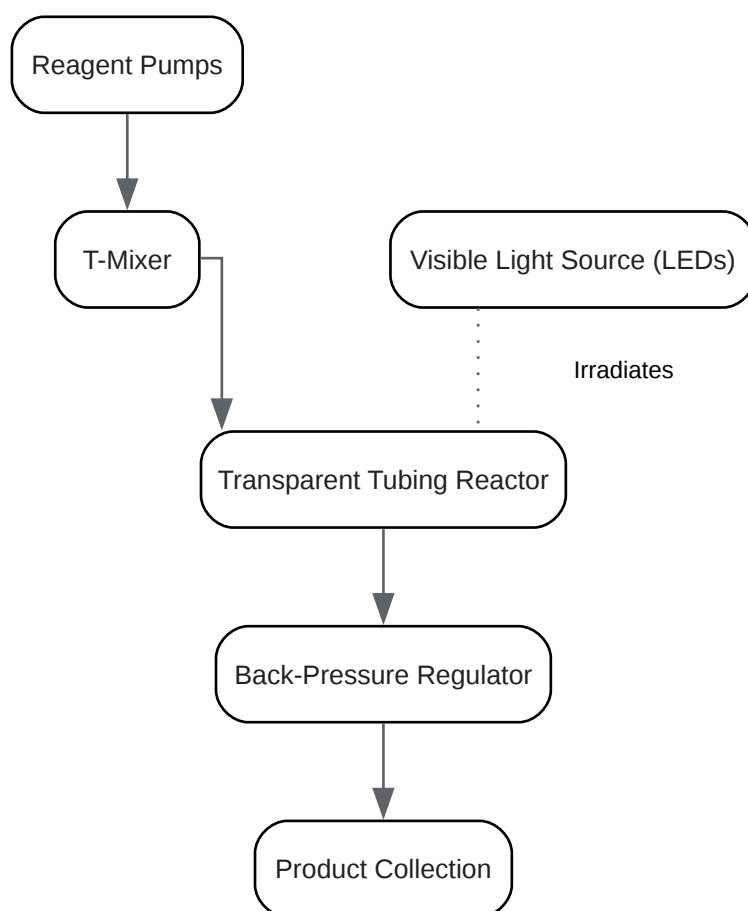 Reagent Pumps
T-Mixer
Visible Light Source (LEDs)
Irradiates
Transparent Tubing Reactor
Back-Pressure Regulator
Product Collection